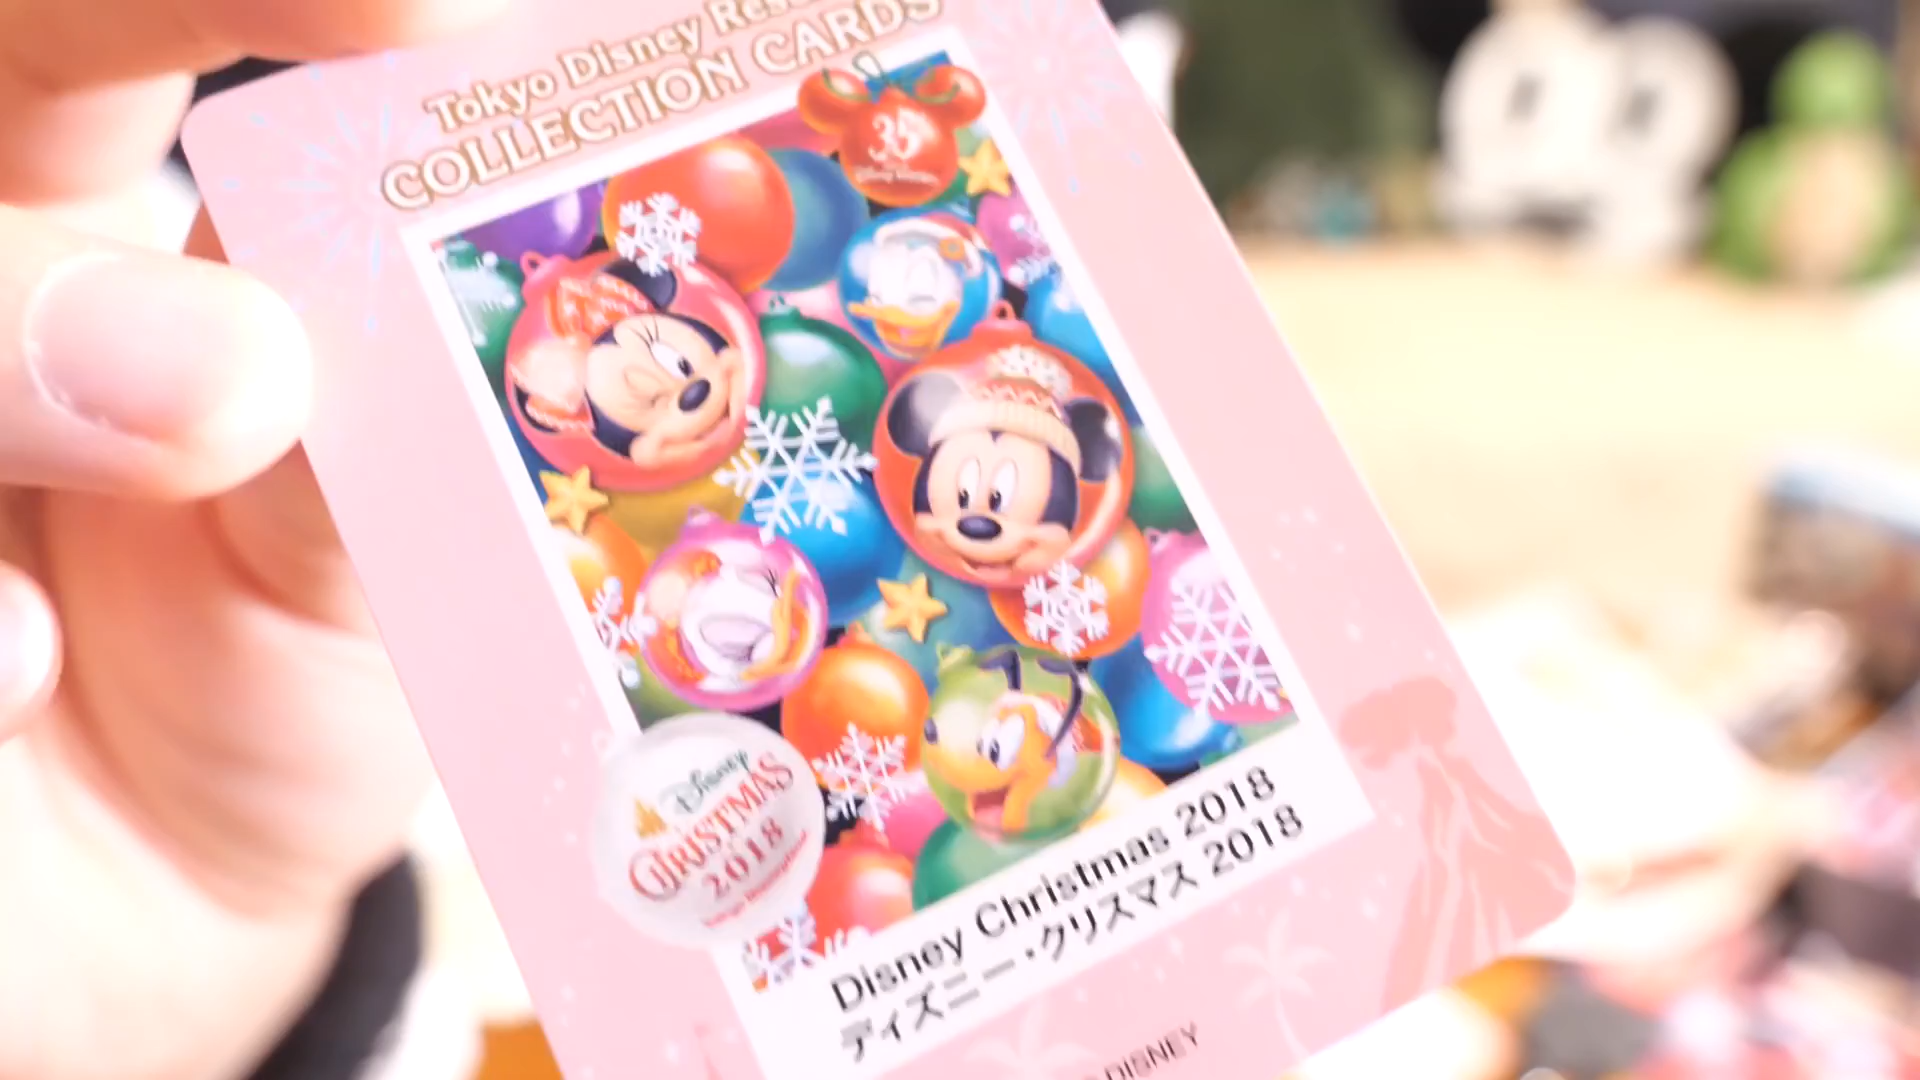 Tokyo Disney
COLLECTION CARDS
35
Disney
CHRISTMAS
2018
Disney Christmas 2018
ディズニー・クリスマス 2018
DISNEY